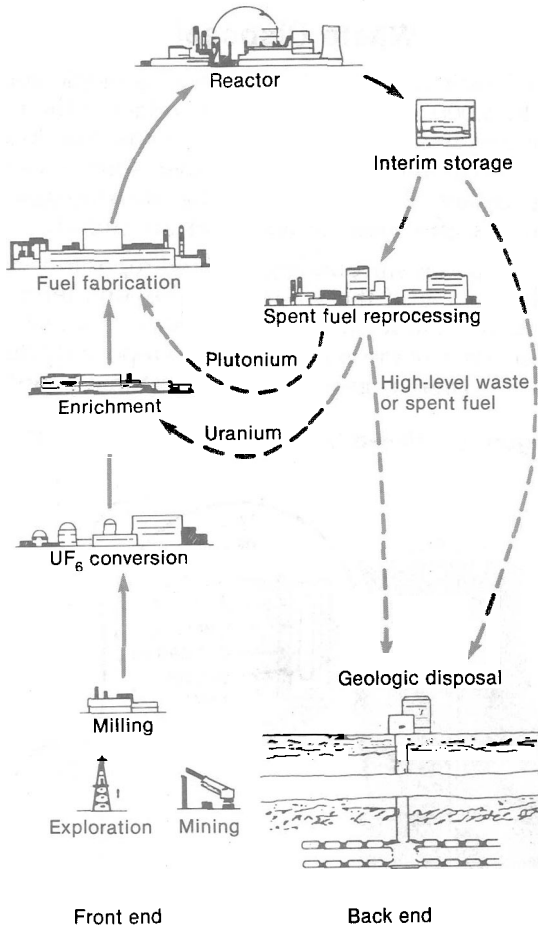 Reactor
Interim storage
Fuel fabrication
Spent fuel reprocessing
Plutonium
High-level waste
or spent fuel
Enrichment
Uranium
UF₆ conversion
Geologic disposal
Milling
Exploration
Mining
Front end
Back end